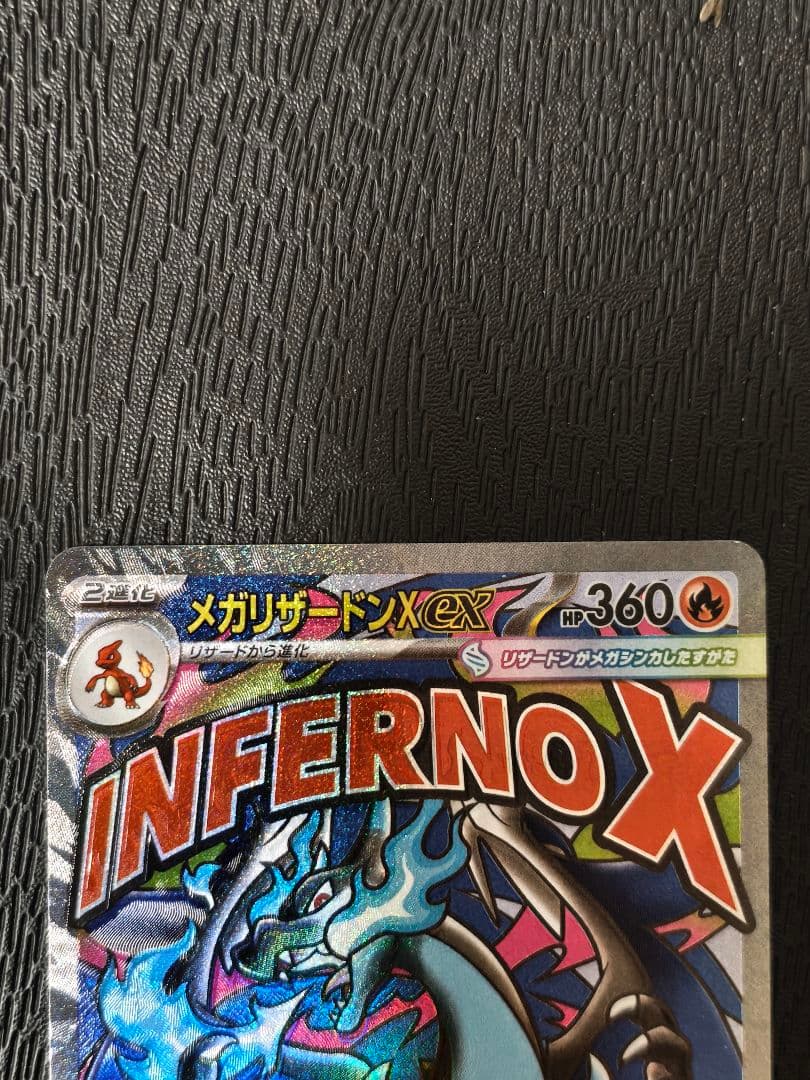 2進化
メガリザードンXex
HP360
リザードから進化
リザードンがメガシンカしたすがた
INFERNOX